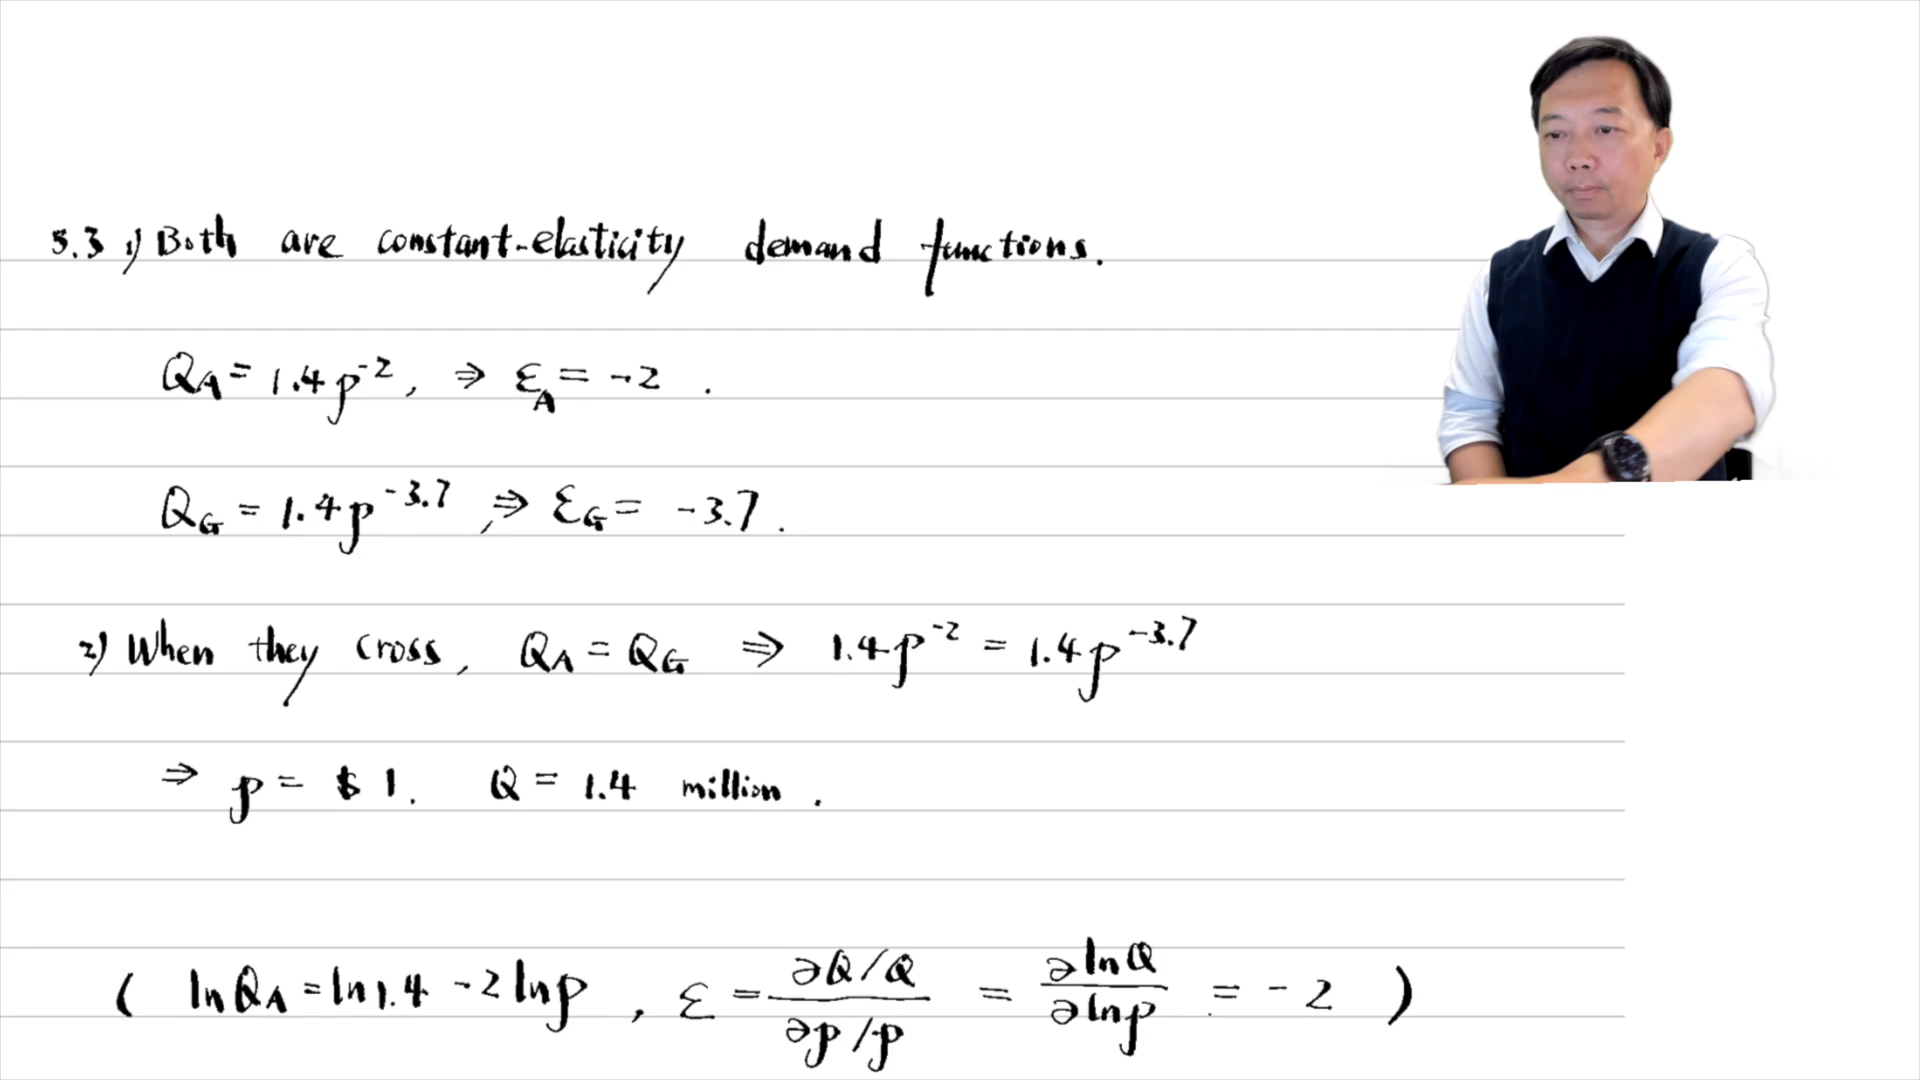 5.3 1) Both are constant-elasticity demand functions.
Q_A = 1.4p^-2, ⇒ ε_A = -2 .
Q_G = 1.4p^-3.7, ⇒ ε_G = -3.7 .
2) When they cross, Q_A = Q_G ⇒ 1.4p^-2 = 1.4p^-3.7
⇒ p = $ 1. Q = 1.4 million .
( lnQ_A = ln1.4 - 2 lnp , ε = (∂Q/Q)/(∂p/p) = (∂lnQ)/(∂lnp) = -2 )